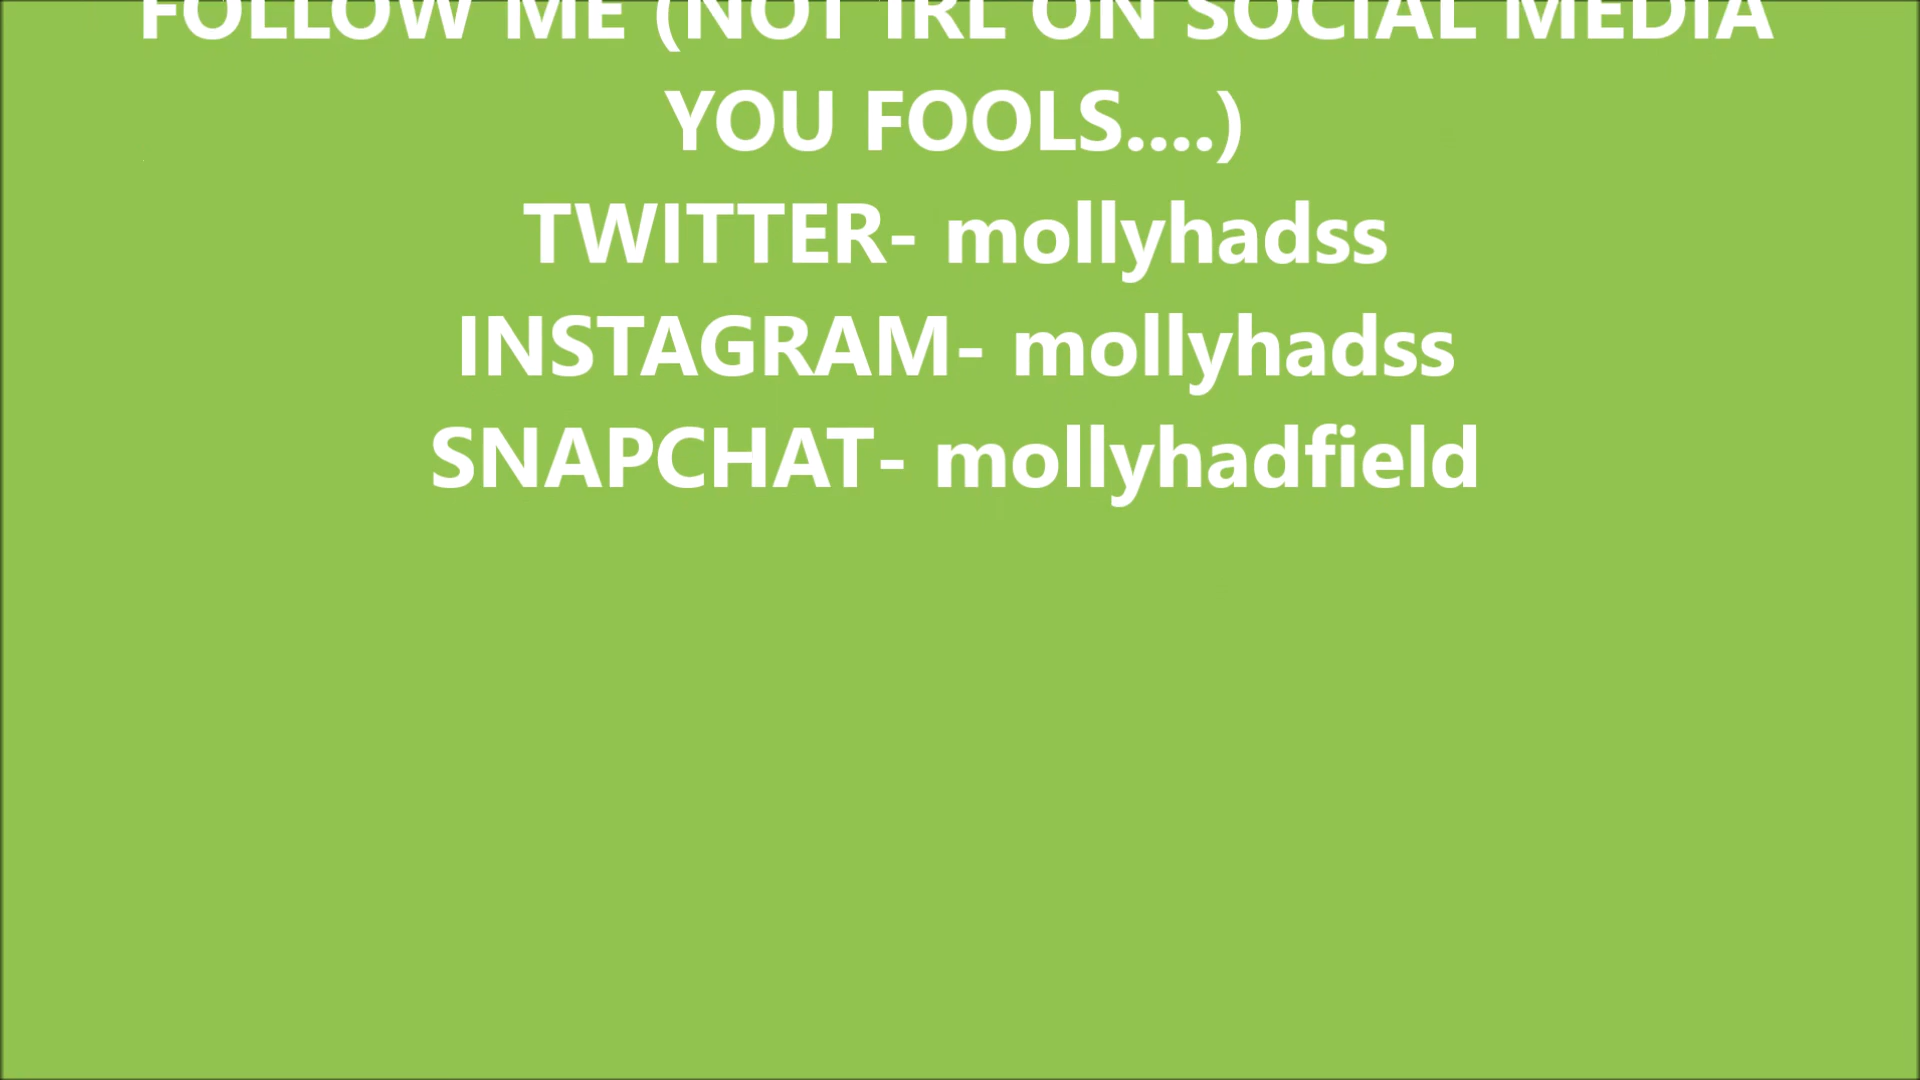 FOLLOW ME (NOT IRL ON SOCIAL MEDIA
YOU FOOLS....)
TWITTER- mollyhadss
INSTAGRAM- mollyhadss
SNAPCHAT- mollyhadfield